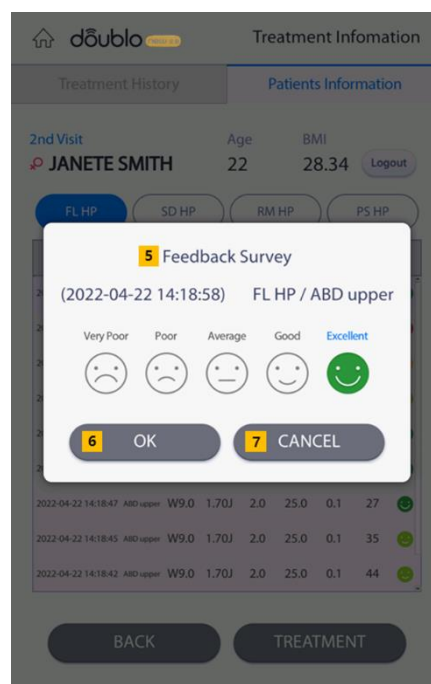 doublo
Treatment Infomation
Treatment History
Patients Information
2nd Visit
Age
BMI
JANETE SMITH
22
28.34
Logout
FL HP
SD HP
RM HP
PS HP
5 Feedback Survey
(2022-04-22 14:18:58) FL HP / ABD upper
Very Poor
Poor
Average
Good
Excellent
6 OK
7 CANCEL
2022-04-22 14:18:47 ABD upper W9.0 1.70J 2.0 25.0 0.1 27
2022-04-22 14:18:45 ABD upper W9.0 1.70J 2.0 25.0 0.1 35
2022-04-22 14:18:42 ABD upper W9.0 1.70J 2.0 25.0 0.1 44
BACK
TREATMENT